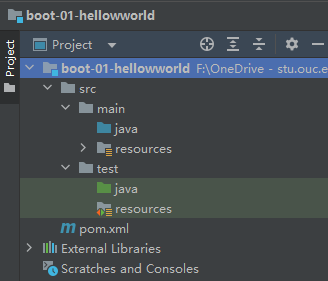 boot-01-hellowworld
Project
Project
boot-01-hellowworld F:\OneDrive - stu.ouc.e
src
main
java
resources
test
java
resources
pom.xml
External Libraries
Scratches and Consoles